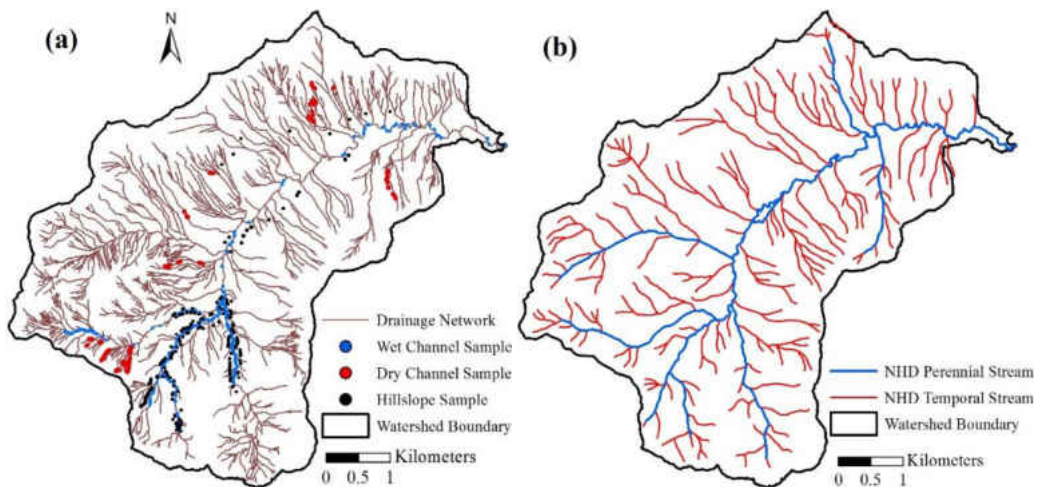 (a)
N
Drainage Network
Wet Channel Sample
Dry Channel Sample
Hillslope Sample
Watershed Boundary
Kilometers
0 0.5 1
(b)
NHD Perennial Stream
NHD Temporal Stream
Watershed Boundary
Kilometers
0 0.5 1